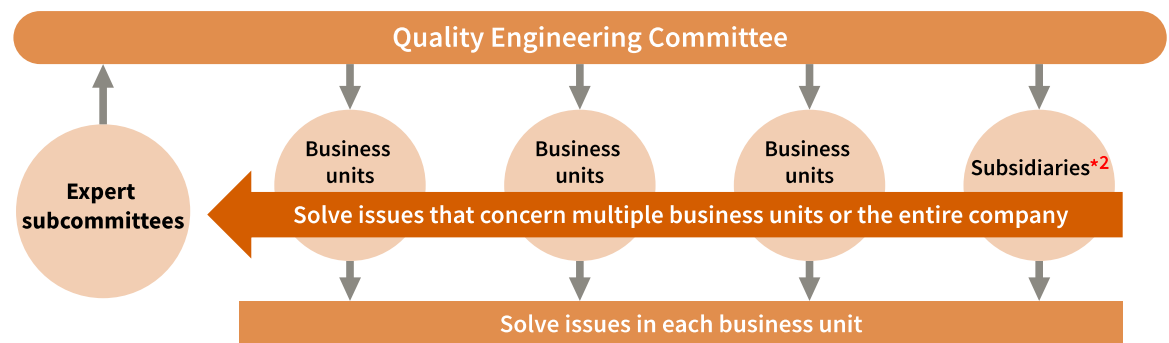 Quality Engineering Committee
Business
units
Business
units
Business
units
Subsidiaries*2
Expert
subcommittees
Solve issues that concern multiple business units or the entire company
Solve issues in each business unit